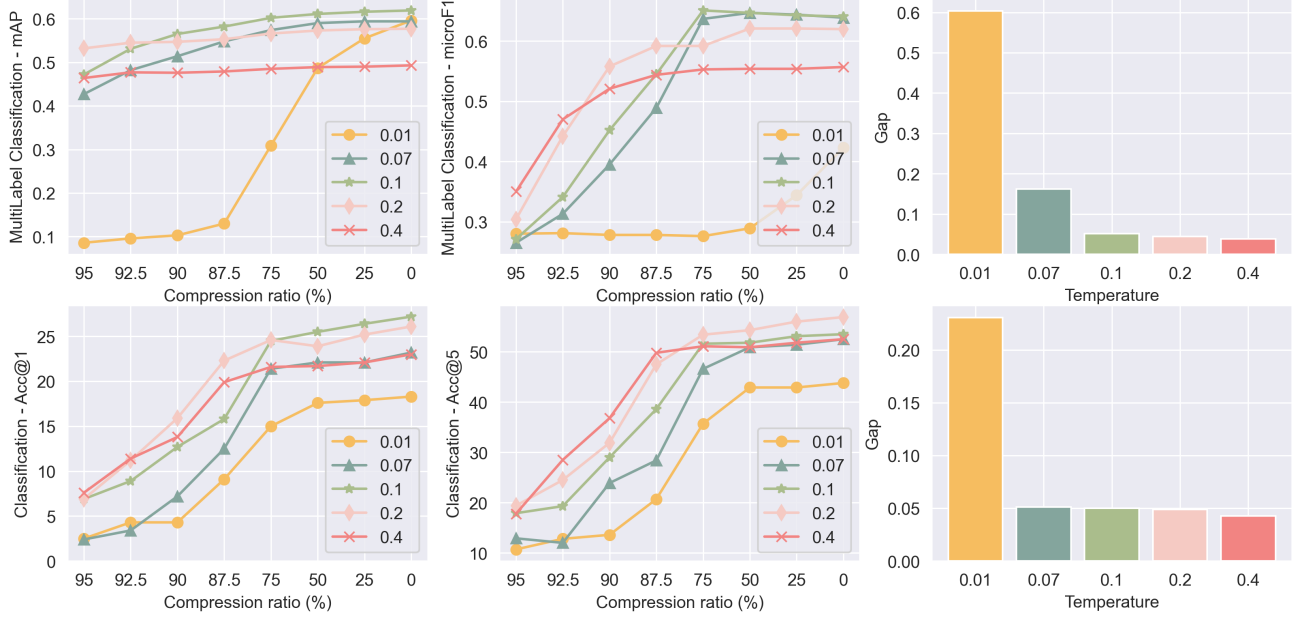 MultiLabel Classification - mAP
0.6
0.5
0.4
0.3
0.2
0.1
95 92.5 90 87.5 75 50 25 0
Compression ratio (%)
0.01
0.07
0.1
0.2
0.4
MultiLabel Classification - microF1
0.6
0.5
0.4
0.3
95 92.5 90 87.5 75 50 25 0
Compression ratio (%)
0.01
0.07
0.1
0.2
0.4
Gap
0.6
0.5
0.4
0.3
0.2
0.1
0.0
0.01 0.07 0.1 0.2 0.4
Temperature
Classification - Acc@1
25
20
15
10
5
0
95 92.5 90 87.5 75 50 25 0
Compression ratio (%)
0.01
0.07
0.1
0.2
0.4
Classification - Acc@5
50
40
30
20
10
95 92.5 90 87.5 75 50 25 0
Compression ratio (%)
0.01
0.07
0.1
0.2
0.4
Gap
0.20
0.15
0.10
0.05
0.00
0.01 0.07 0.1 0.2 0.4
Temperature